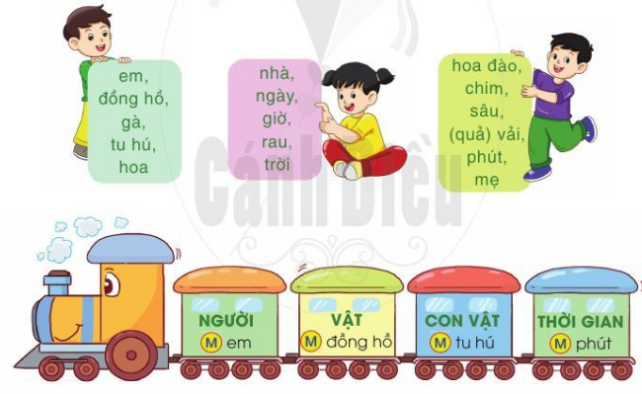 em,
đồng hồ,
gà,
tu hú,
hoa
nhà,
ngày,
giờ,
rau,
trời
hoa đào,
chim,
sâu,
(quả) vải,
phút,
mẹ
Cánh Diều
NGƯỜI
M em
VẬT
M đồng hồ
CON VẬT
M tu hú
THỜI GIAN
M phút